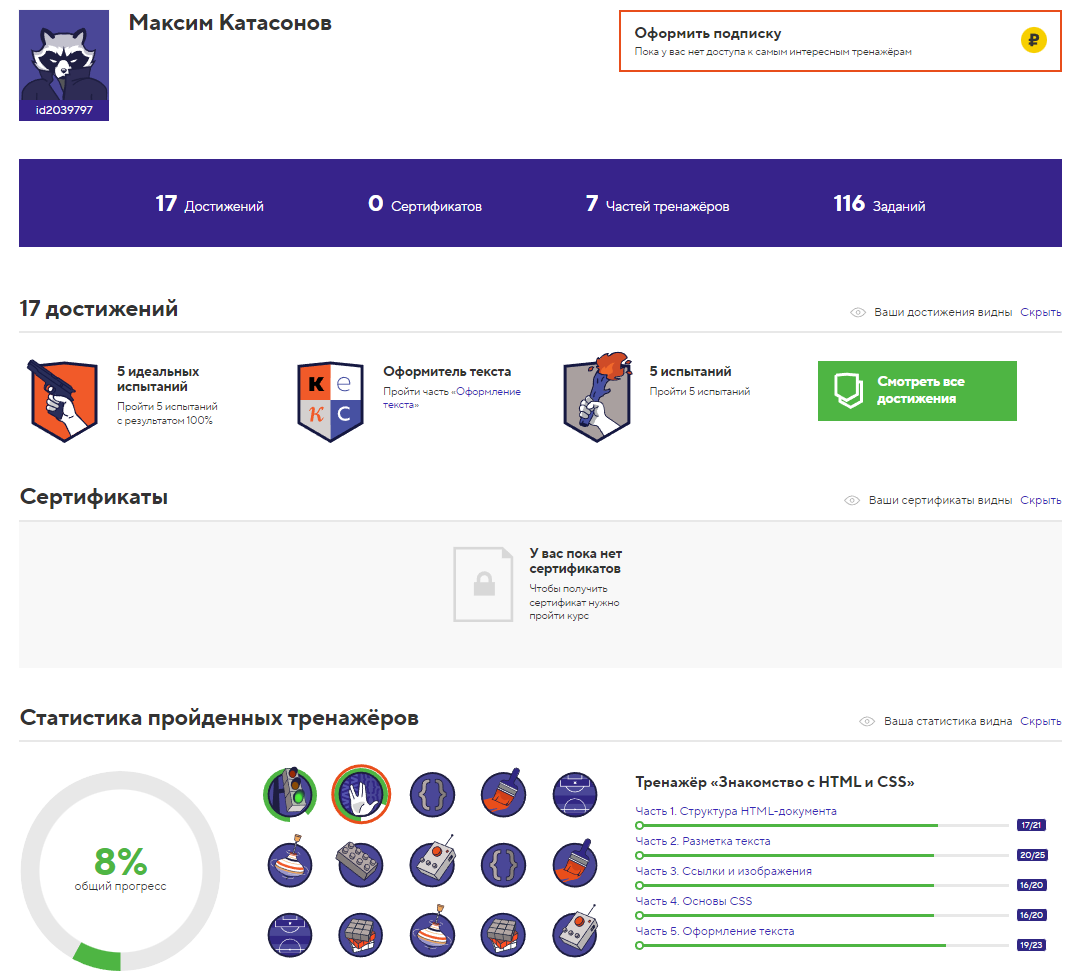 Максим Катасонов
id2039797
Оформить подписку
Пока у вас нет доступа к самым интересным тренажёрам
₽
17 Достижений
0 Сертификатов
7 Частей тренажёров
116 Заданий
17 достижений
Ваши достижения видны Скрыть
5 идеальных
испытаний
Пройти 5 испытаний
с результатом 100%
К е
К С
Оформитель текста
Пройти часть «Оформление
текста»
5 испытаний
Пройти 5 испытаний
Смотреть все
достижения
Сертификаты
Ваши сертификаты видны Скрыть
У вас пока нет
сертификатов
Чтобы получить
сертификат нужно
пройти курс
Статистика пройденных тренажёров
Ваша статистика видна Скрыть
8%
общий прогресс
{ }
{ }
Тренажёр «Знакомство с HTML и CSS»
Часть 1. Структура HTML-документа
17/21
Часть 2. Разметка текста
20/25
Часть 3. Ссылки и изображения
16/20
Часть 4. Основы CSS
16/20
Часть 5. Оформление текста
19/23